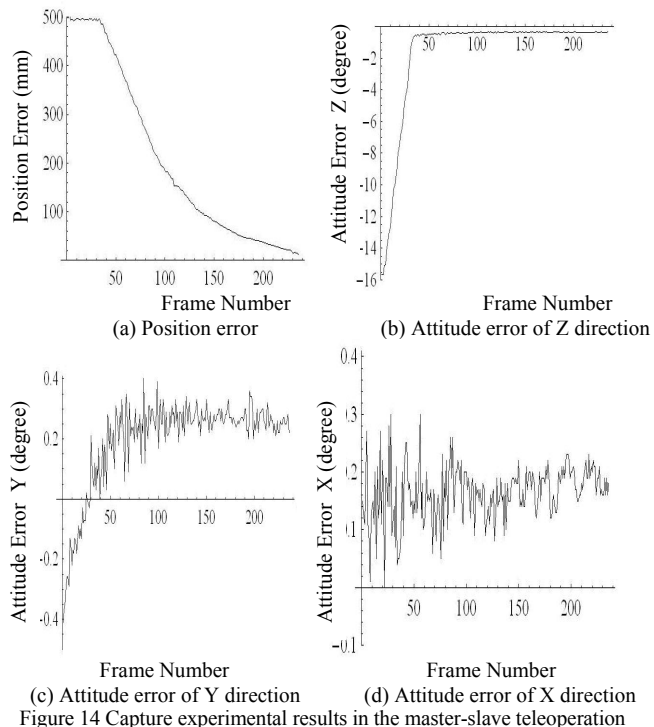 500
400
300
200
100
50 100 150 200
Position Error (mm)
Frame Number
(a) Position error
50 100 150 200
-2
-4
-6
-8
-10
-12
-14
-16
Attitude Error Z (degree)
Frame Number
(b) Attitude error of Z direction
0.4
0.2
50 100 150 200
-0.2
-0.4
Attitude Error Y (degree)
Frame Number
(c) Attitude error of Y direction
0.4
0.3
0.2
0.1
50 100 150 200
-0.1
Attitude Error X (degree)
Frame Number
(d) Attitude error of X direction
Figure 14 Capture experimental results in the master-slave teleoperation